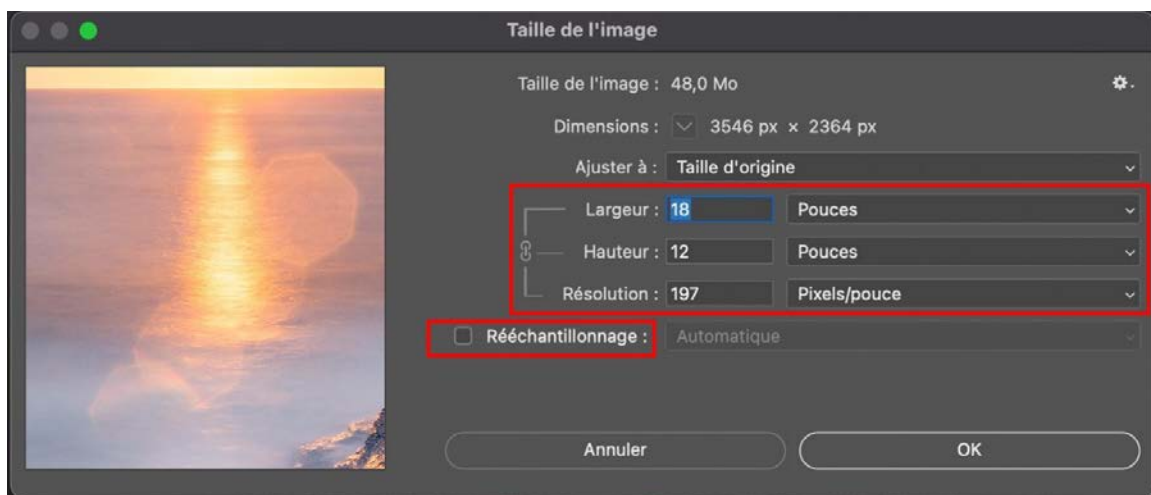 Taille de l'image
Taille de l'image : 48,0 Mo
Dimensions : 3546 px × 2364 px
Ajuster à : Taille d'origine
Largeur : 18 Pouces
Hauteur : 12 Pouces
Résolution : 197 Pixels/pouce
Rééchantillonnage : Automatique
Annuler OK